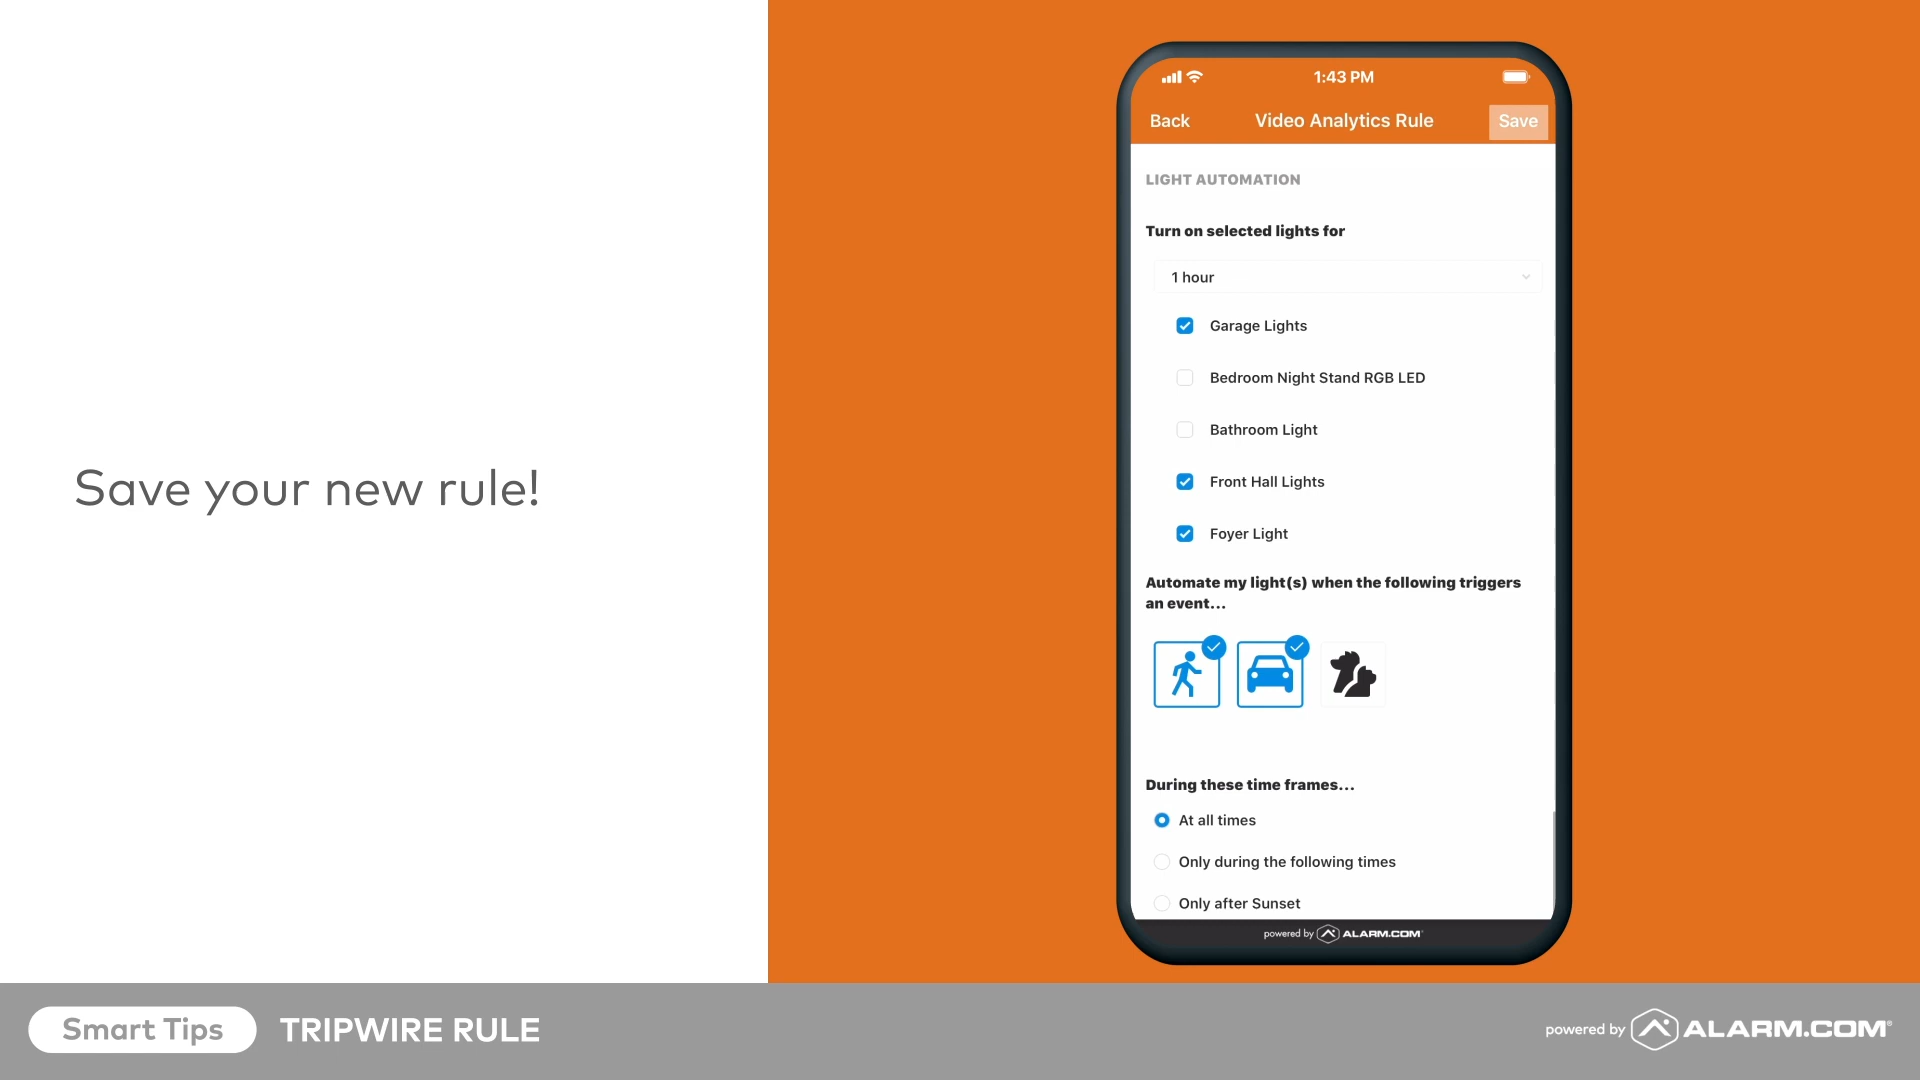 Save your new rule!
1:43 PM
Back
Video Analytics Rule
Save
LIGHT AUTOMATION
Turn on selected lights for
1 hour
Garage Lights
Bedroom Night Stand RGB LED
Bathroom Light
Front Hall Lights
Foyer Light
Automate my light(s) when the following triggers
an event...
During these time frames...
At all times
Only during the following times
Only after Sunset
powered by ALARM.COM
Smart Tips
TRIPWIRE RULE
powered by ALARM.COM®